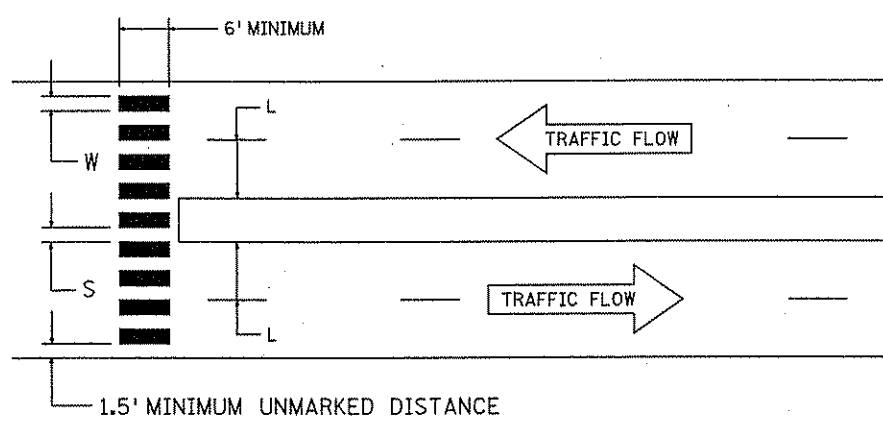 6' MINIMUM
L
TRAFFIC FLOW
W
S
TRAFFIC FLOW
L
1.5' MINIMUM UNMARKED DISTANCE